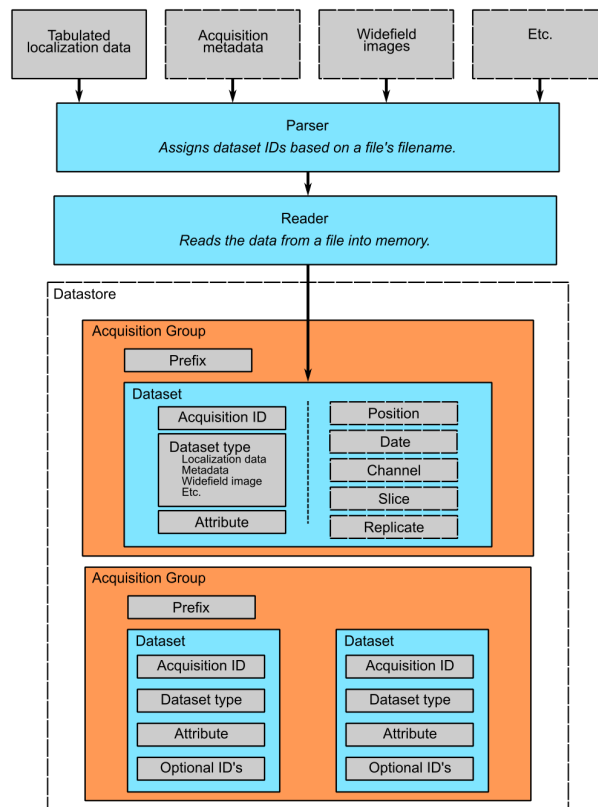 Tabulated
localization data
Acquisition
metadata
Widefield
images
Etc.
Parser
Assigns dataset IDs based on a file's filename.
Reader
Reads the data from a file into memory.
Datastore
Acquisition Group
Prefix
Dataset
Acquisition ID
Dataset type
Localization data
Metadata
Widefield image
Etc.
Attribute
Position
Date
Channel
Slice
Replicate
Acquisition Group
Prefix
Dataset
Acquisition ID
Dataset type
Attribute
Optional ID's
Dataset
Acquisition ID
Dataset type
Attribute
Optional ID's